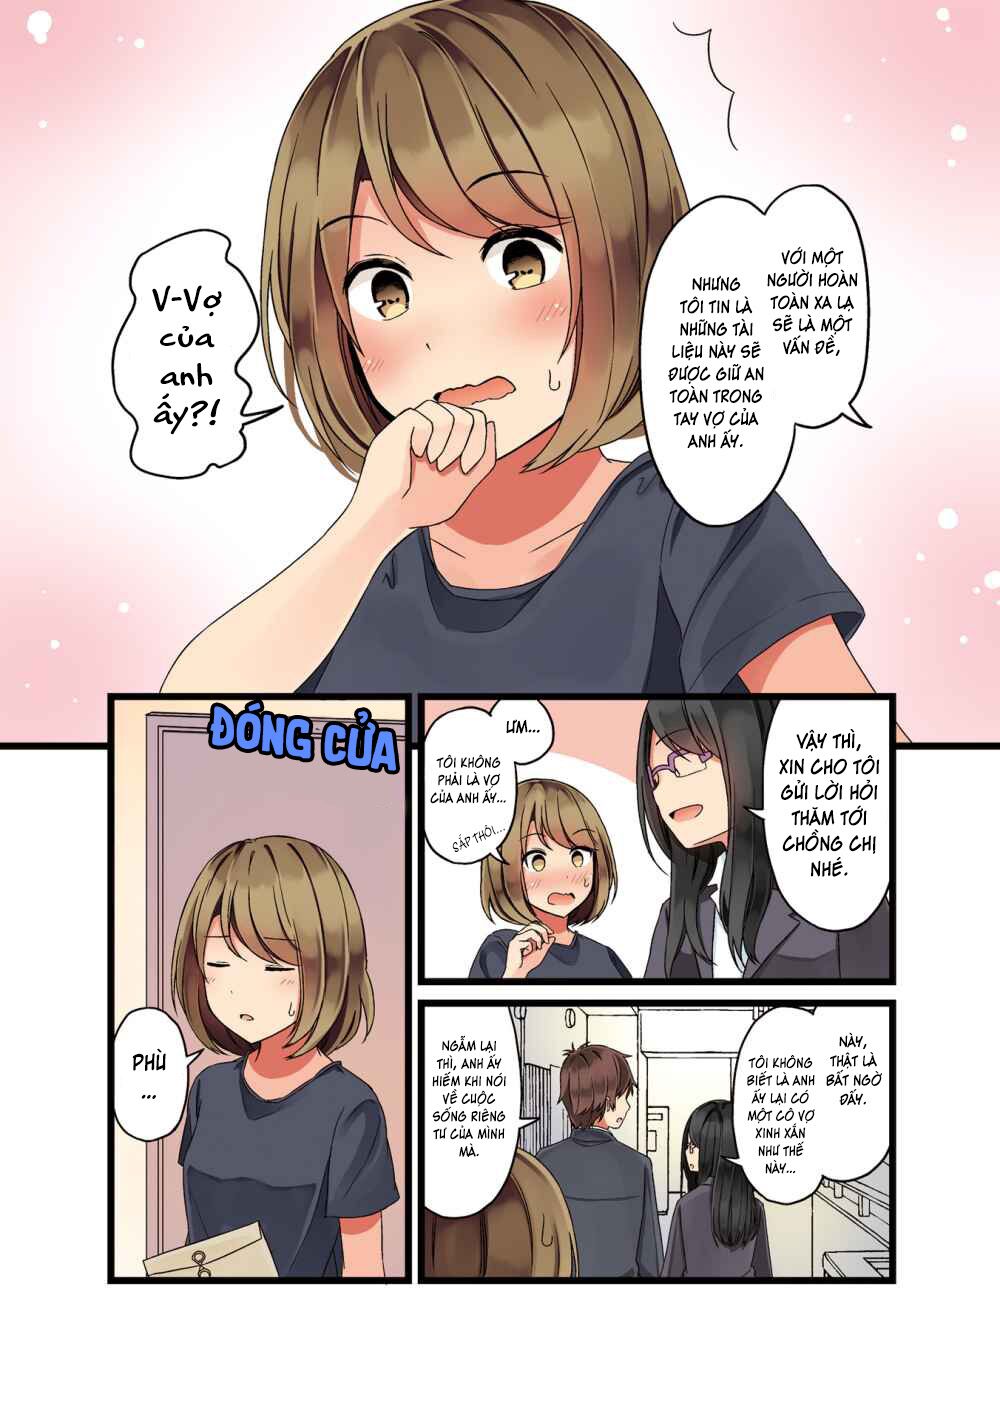 VỚI MỘT
NGƯỜI HOÀN
TOÀN XA LẠ
SẼ LÀ MỘT
VẤN ĐỀ,
NHƯNG
TÔI TIN LÀ
NHỮNG TÀI
LIỆU NÀY SẼ
ĐƯỢC GIỮ AN
TOÀN TRONG
TAY VỢ CỦA
ANH ẤY.
V-Vợ
của
anh
ấy?!
VẬY THÌ,
XIN CHO TÔI
GỬI LỜI HỎI
THĂM TỚI
CHỒNG CHỊ
NHÉ.
ƯM...
TÔI KHÔNG
PHẢI LÀ VỢ
CỦA ANH ẤY...
SẮP THÔI...
NÀY,
THẬT LÀ
BẤT NGỜ
ĐẤY.
TÔI KHÔNG
BIẾT LÀ ANH
ẤY LẠI CÓ
MỘT CÔ VỢ
XINH XẮN
NHƯ THẾ
NÀY...
NGẪM LẠI
THÌ, ANH ẤY
HIẾM KHI NÓI
VỀ CUỘC
SỐNG RIÊNG
TƯ CỦA MÌNH
MÀ.
ĐÓNG CỬA
PHÙ
...